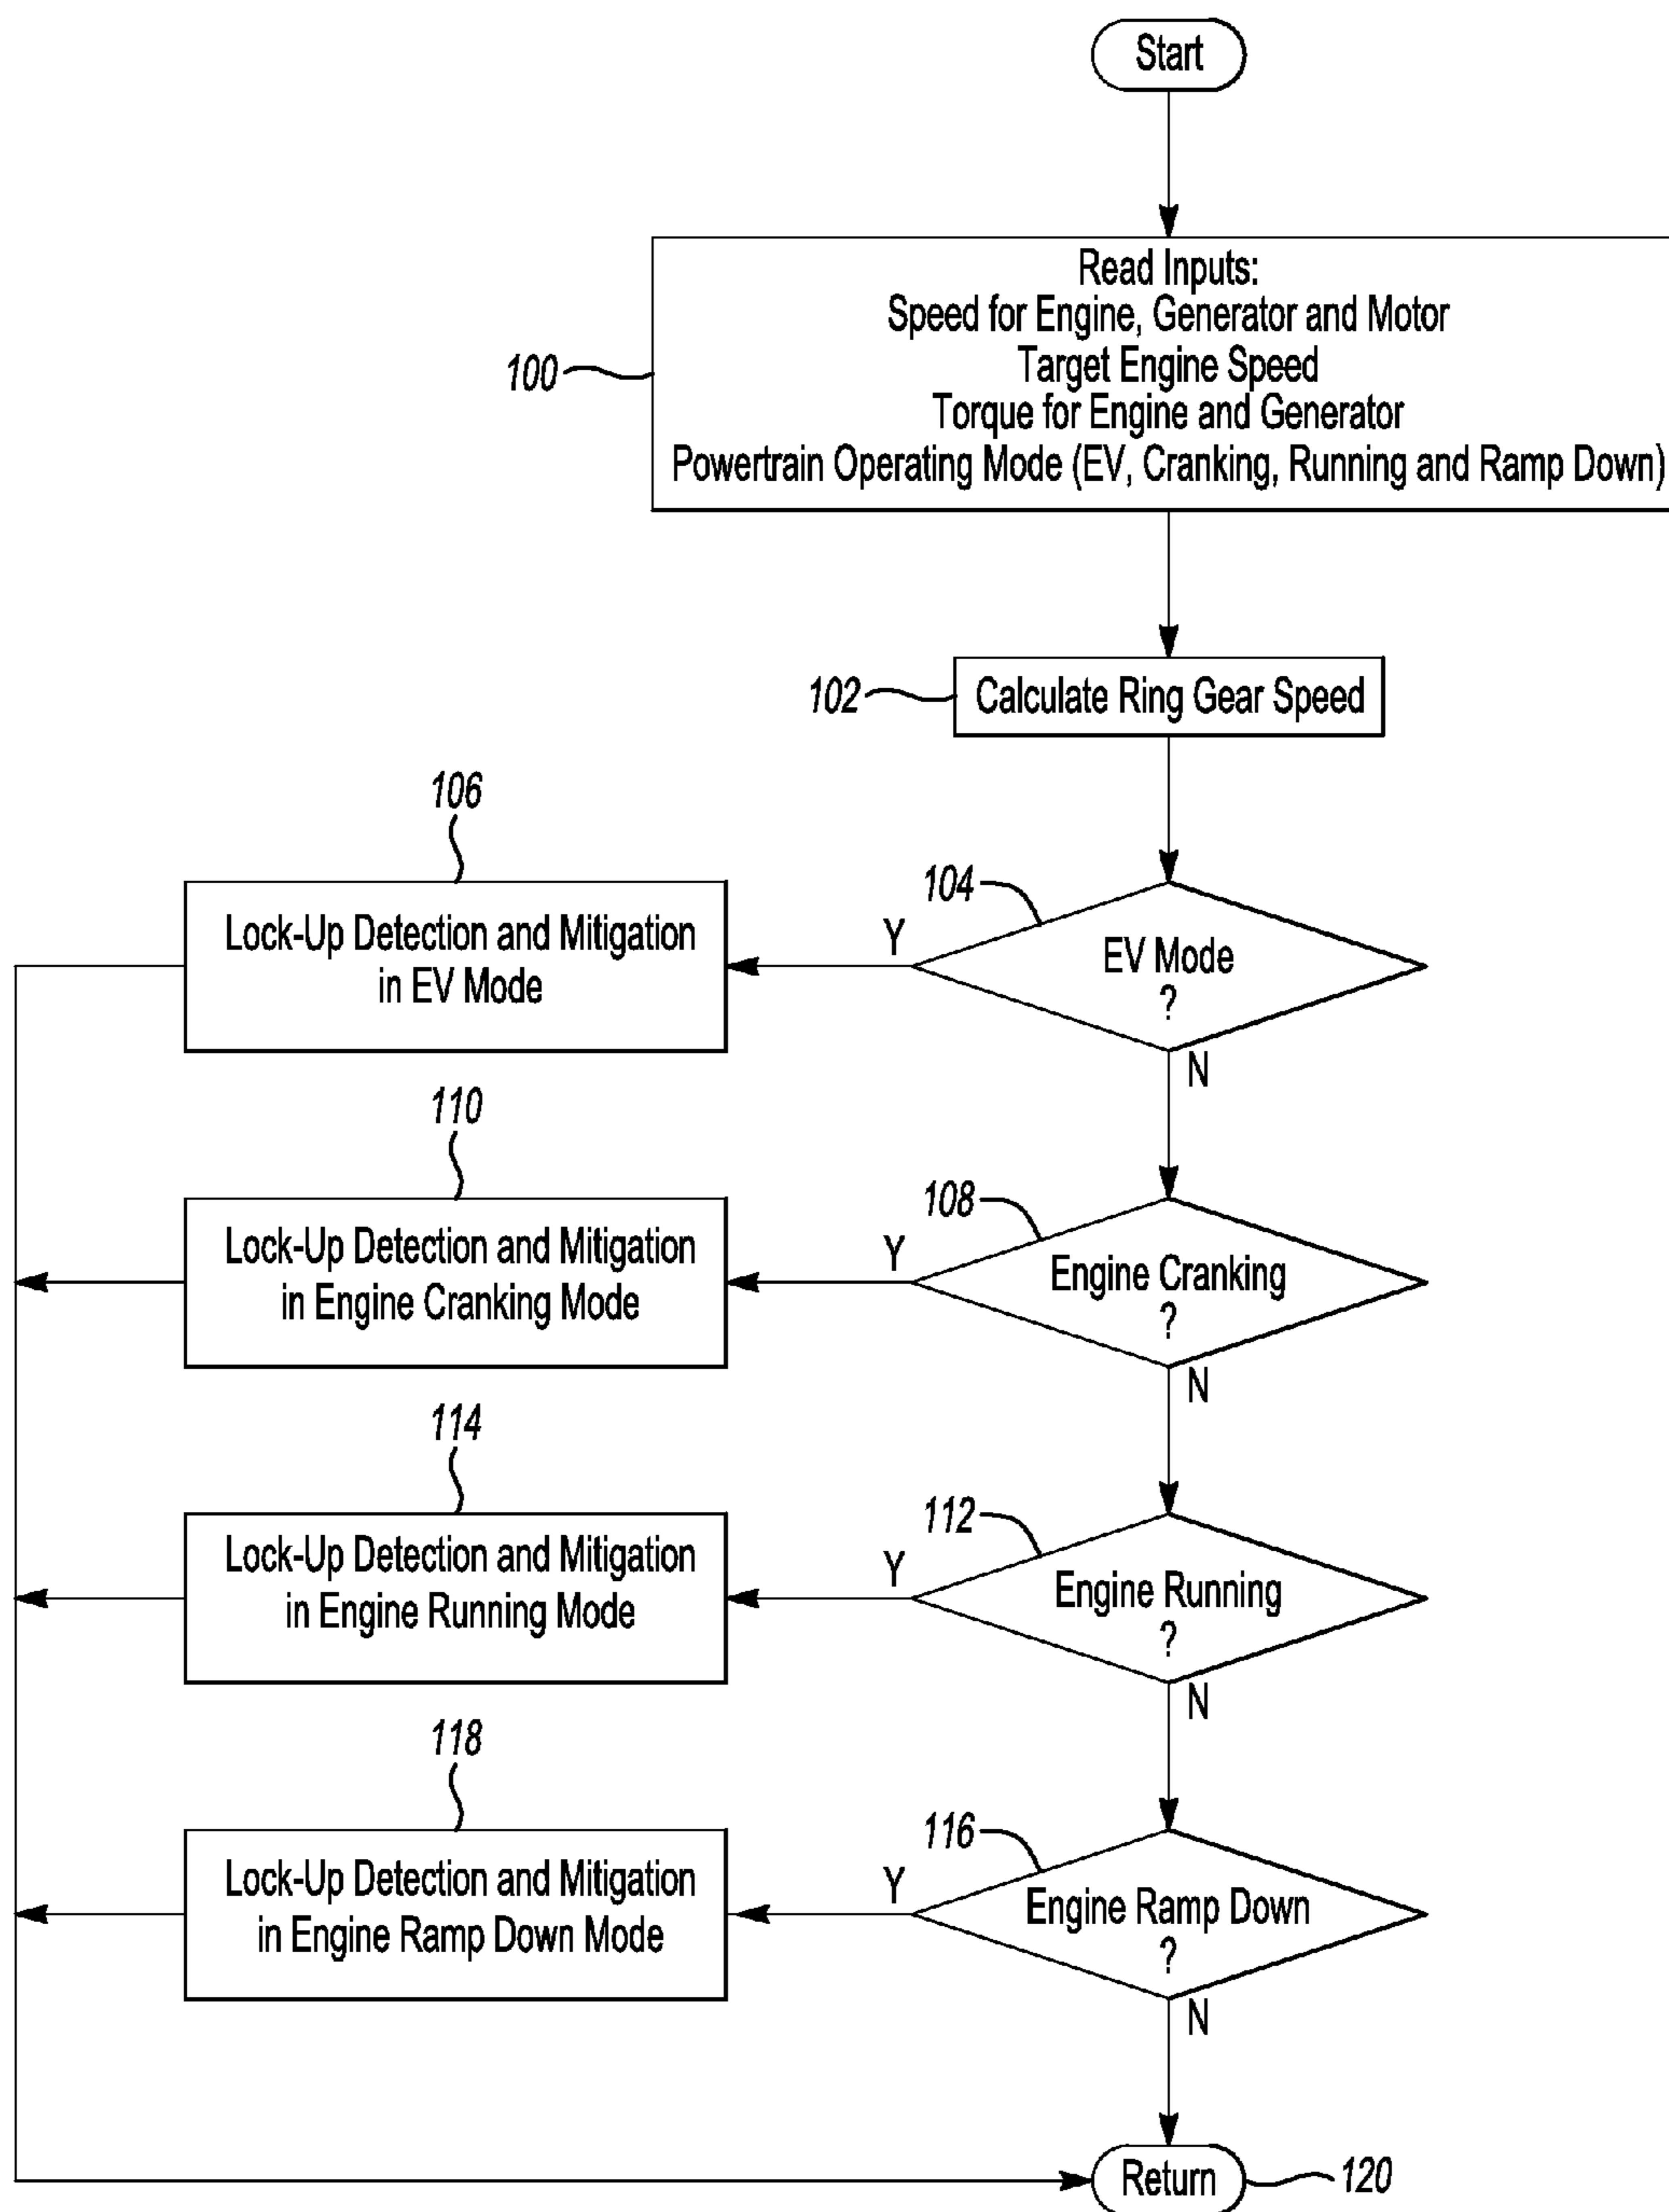 Start
Read Inputs:
Speed for Engine, Generator and Motor
Target Engine Speed
100
Torque for Engine and Generator
Powertrain Operating Mode (EV, Cranking, Running and Ramp Down)
102
Calculate Ring Gear Speed
106
104
Lock-Up Detection and Mitigation
in EV Mode
Y
EV Mode
?
N
110
108
Lock-Up Detection and Mitigation
in Engine Cranking Mode
Y
Engine Cranking
?
N
114
112
Lock-Up Detection and Mitigation
in Engine Running Mode
Y
Engine Running
?
N
118
116
Lock-Up Detection and Mitigation
in Engine Ramp Down Mode
Y
Engine Ramp Down
?
N
Return
120